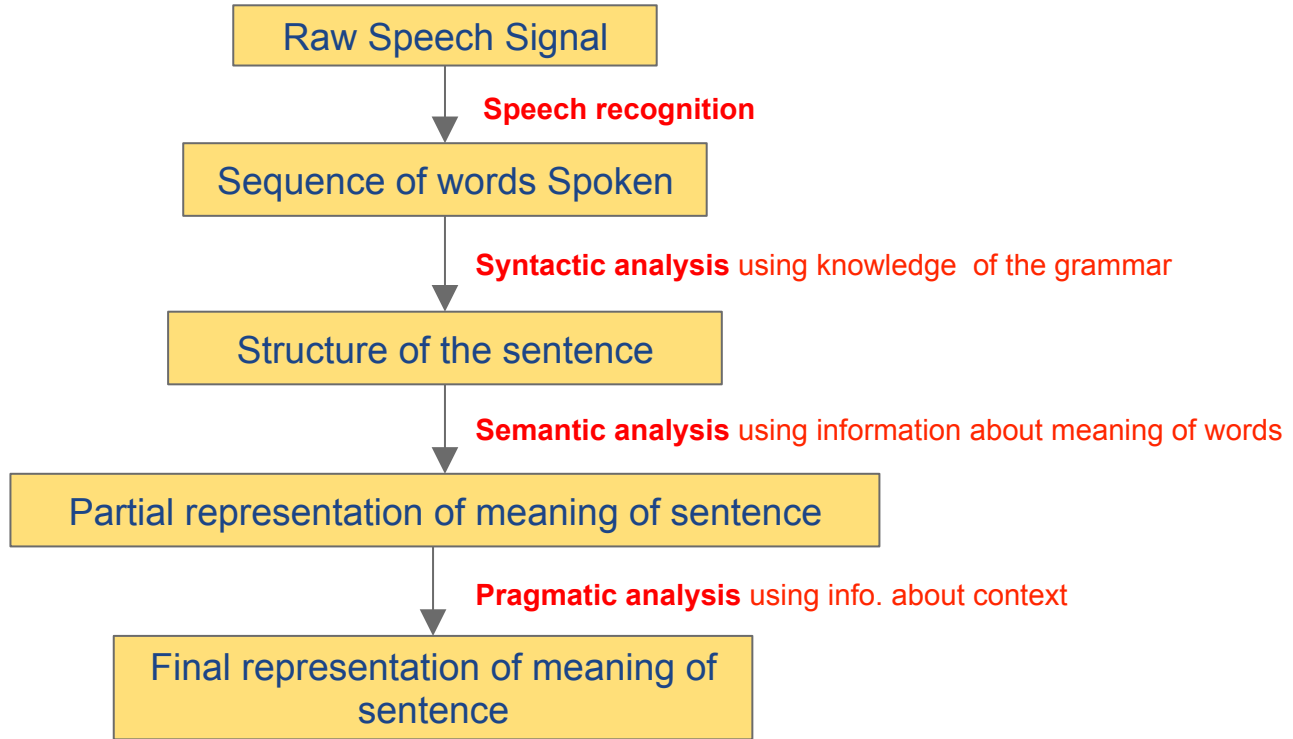 Raw Speech Signal
Speech recognition
Sequence of words Spoken
Syntactic analysis using knowledge of the grammar
Structure of the sentence
Semantic analysis using information about meaning of words
Partial representation of meaning of sentence
Pragmatic analysis using info. about context
Final representation of meaning of
sentence